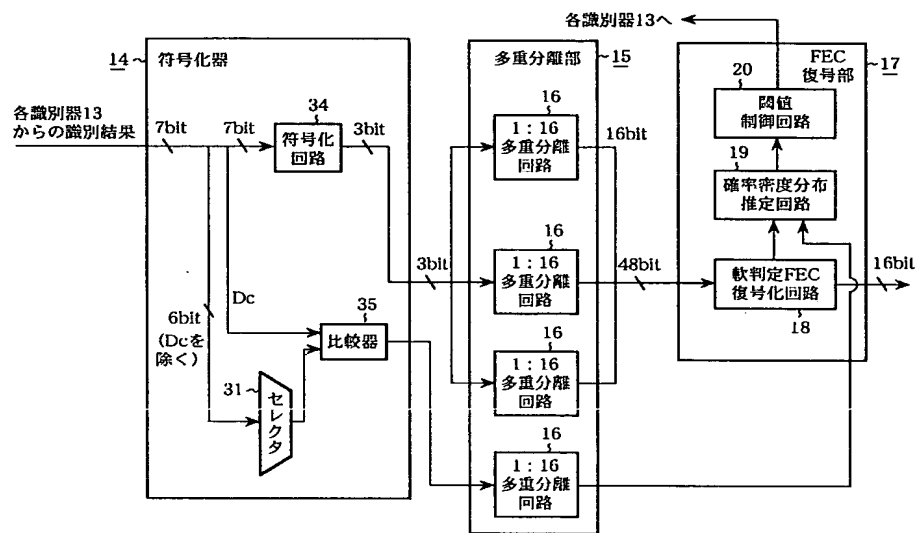 各識別器13へ
14
符号化器
多重分離部
15
FEC
復号部
17
各識別器13
からの識別結果
7bit
7bit
34
符号化
回路
3bit
16
1：16
多重分離
回路
16bit
20
閾値
制御回路
19
確率密度分布
推定回路
3bit
16
1：16
多重分離
回路
48bit
軟判定FEC
復号化回路
18
16bit
6bit
(Dcを
除く)
Dc
35
比較器
31
セレクタ
16
1：16
多重分離
回路
16
1：16
多重分離
回路